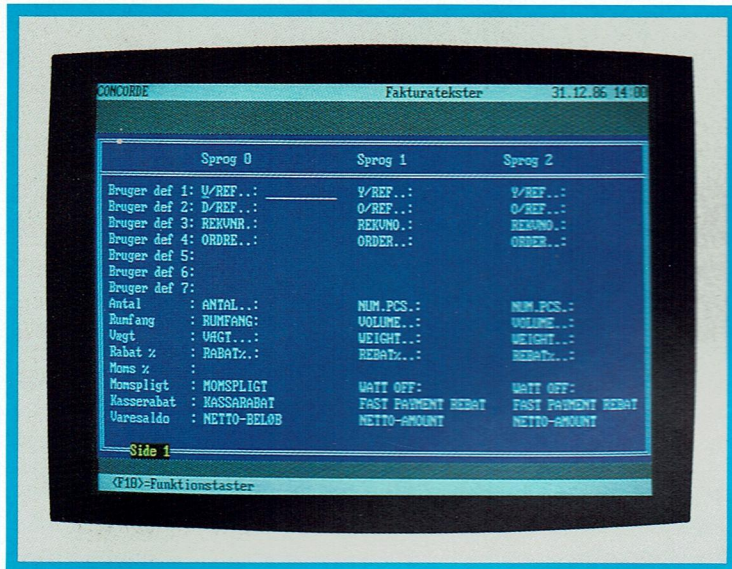 CONCORDE Fakturatekster 31.12.86 14.00
Sprog 0 Sprog 1 Sprog 2
Bruger def 1: V/REF..: Y/REF..: Y/REF..:
Bruger def 2: D/REF..: O/REF..: O/REF..:
Bruger def 3: REKVNR.: REKVNO.: REKVNO.:
Bruger def 4: ORDRE..: ORDER..: ORDER..:
Bruger def 5:
Bruger def 6:
Bruger def 7:
Antal : ANTAL..: NUM.PCS.: NUM.PCS.:
Rumfang : RUMFANG: VOLUME..: VOLUME..:
Vægt : VÆGT...: WEIGHT..: WEIGHT..:
Rabat % : RABAT%.: REBAT%..: REBAT%..:
Moms % :
Momspligt : MOMSPLIGT WATT OFF: WATT OFF:
Kasserabat : KASSARABAT FAST PAYMENT REBAT FAST PAYMENT REBAT
Varesaldo : NETTO-BELØB NETTO-AMOUNT NETTO-AMOUNT
Side 1
<F10>=Funktionstaster